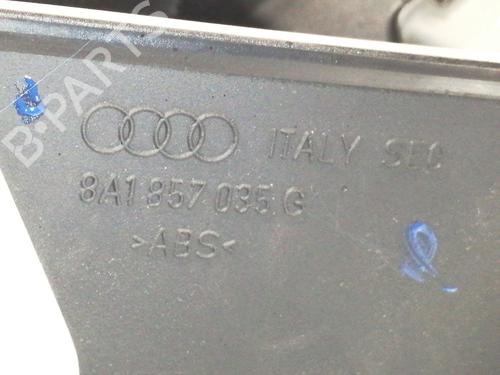 B-PARTS
ITALY SEC
8A1 857 035 G
>ABS<